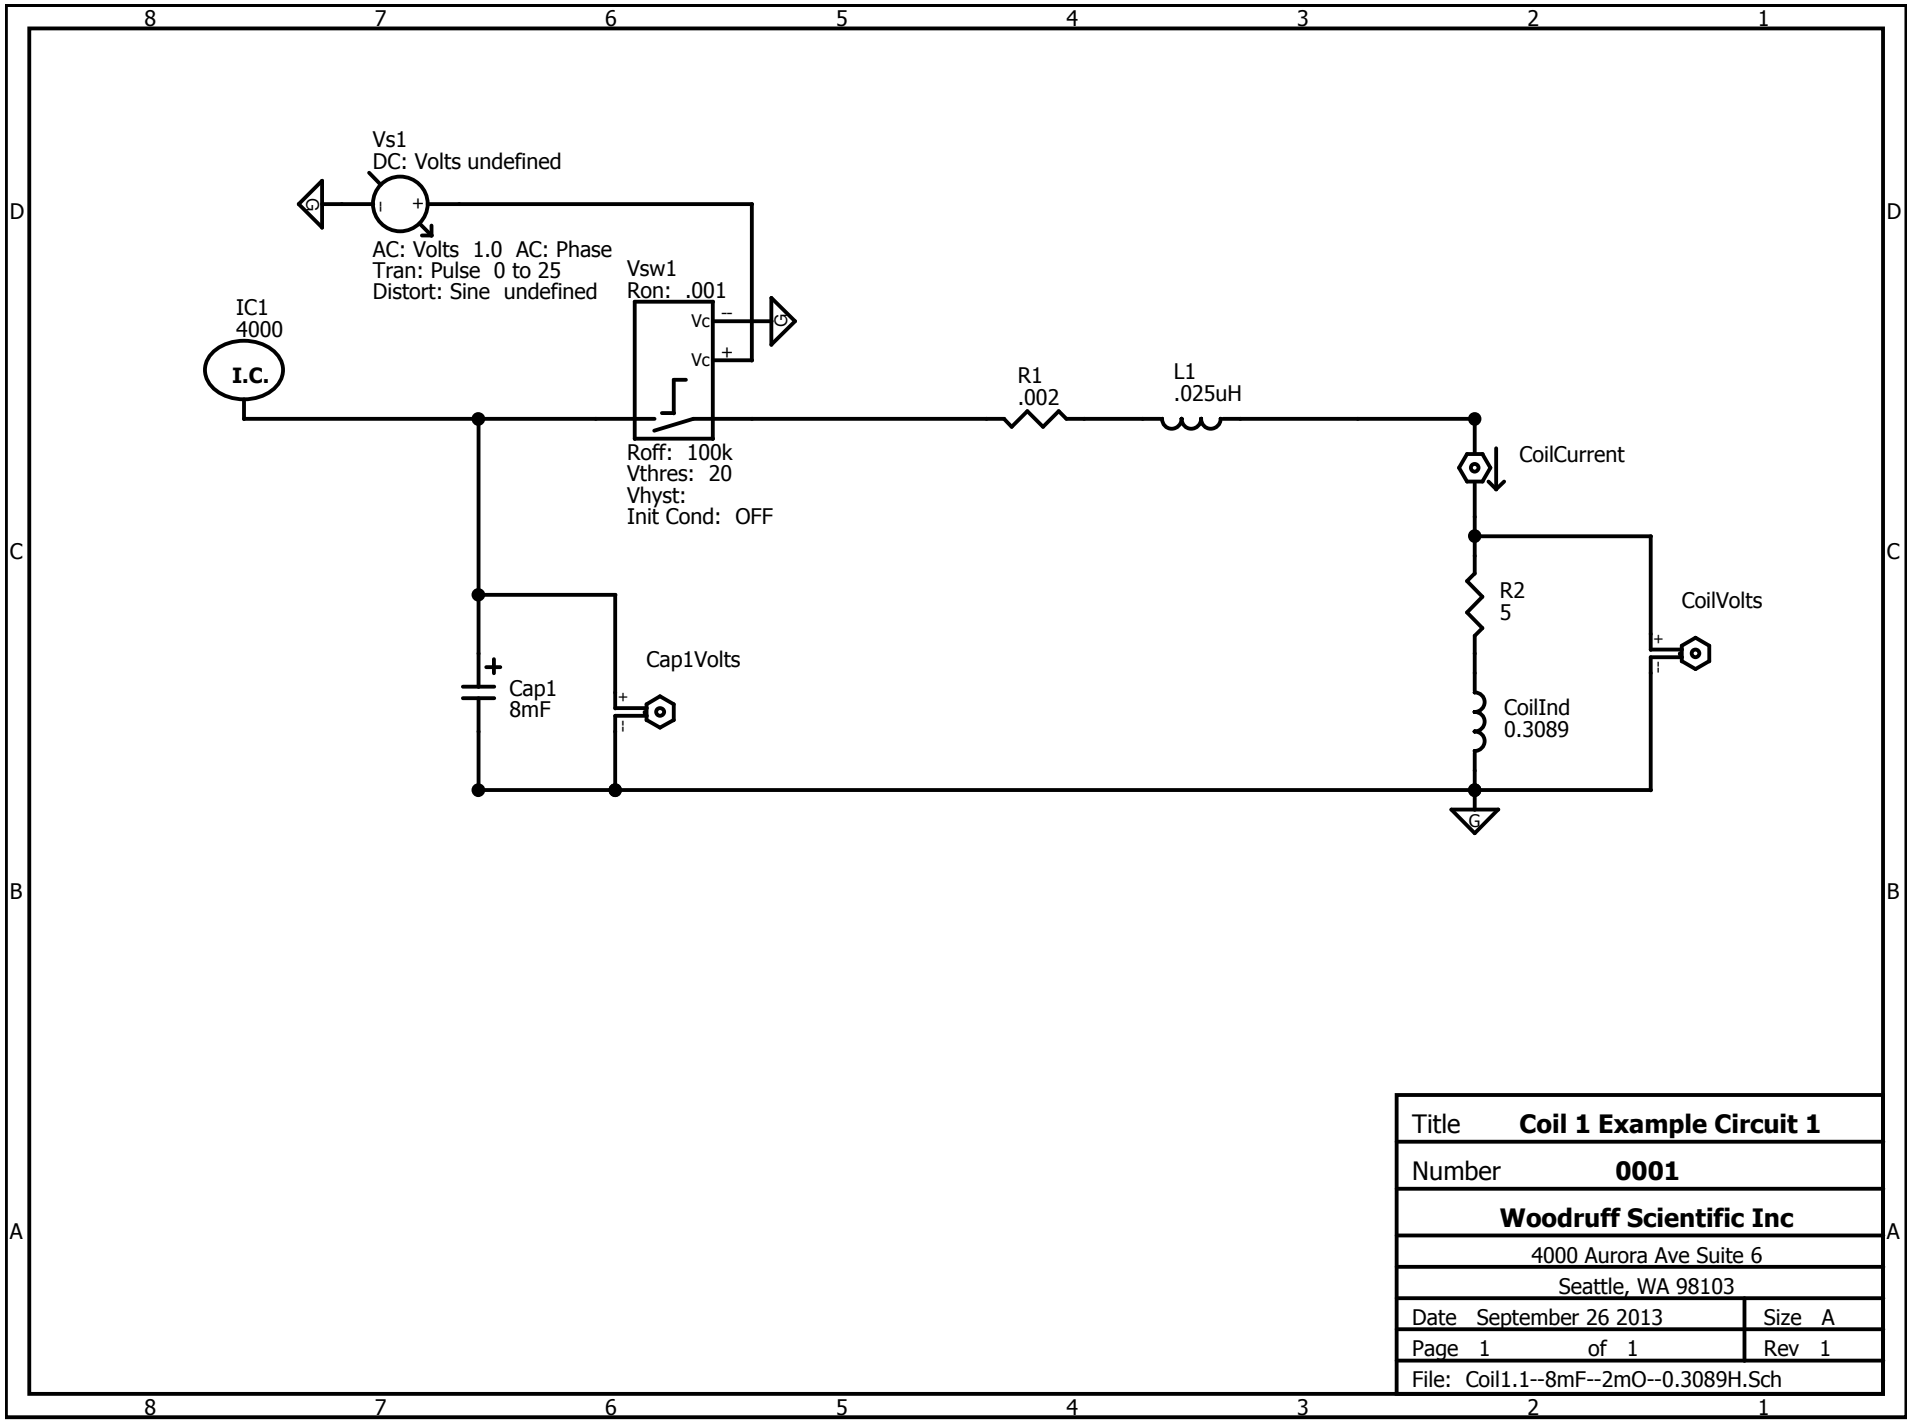 8 7 6 5 4 3 2 1
Vs1
DC: Volts undefined
D
G
- +
D
AC: Volts 1.0 AC: Phase
Tran: Pulse 0 to 25
Distort: Sine undefined
Vsw1
Ron: .001
IC1
4000
Vc --
G
Vc +
I.C.
R1
.002
L1
.025uH
Roff: 100k
Vthres: 20
Vhyst:
Init Cond: OFF
CoilCurrent
C
C
R2
5
CoilVolts
+
--
Cap1Volts
+
Cap1
8mF
+
--
CoilInd
0.3089
G
B
B
Title Coil 1 Example Circuit 1
Number 0001
Woodruff Scientific Inc
A
A
4000 Aurora Ave Suite 6
Seattle, WA 98103
Date September 26 2013 Size A
Page 1 of 1 Rev 1
File: Coil1.1--8mF--2mO--0.3089H.Sch
8 7 6 5 4 3 2 1